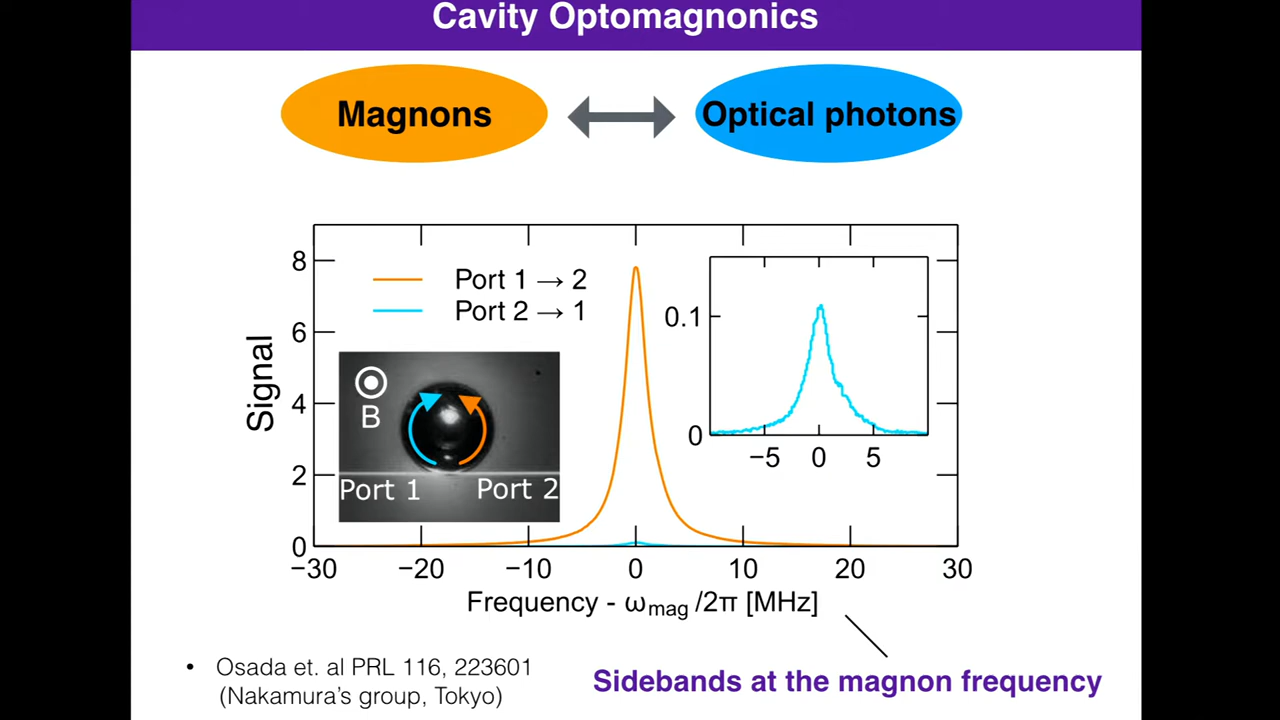 Cavity Optomagnonics
Magnons
Optical photons
Port 1 → 2
Port 2 → 1
Signal
8
6
4
2
0
−30
−20
−10
0
10
20
30
Frequency - ωmag /2π [MHz]
B
Port 1
Port 2
0.1
0
−5
0
5
Sidebands at the magnon frequency
• Osada et. al PRL 116, 223601
(Nakamura’s group, Tokyo)